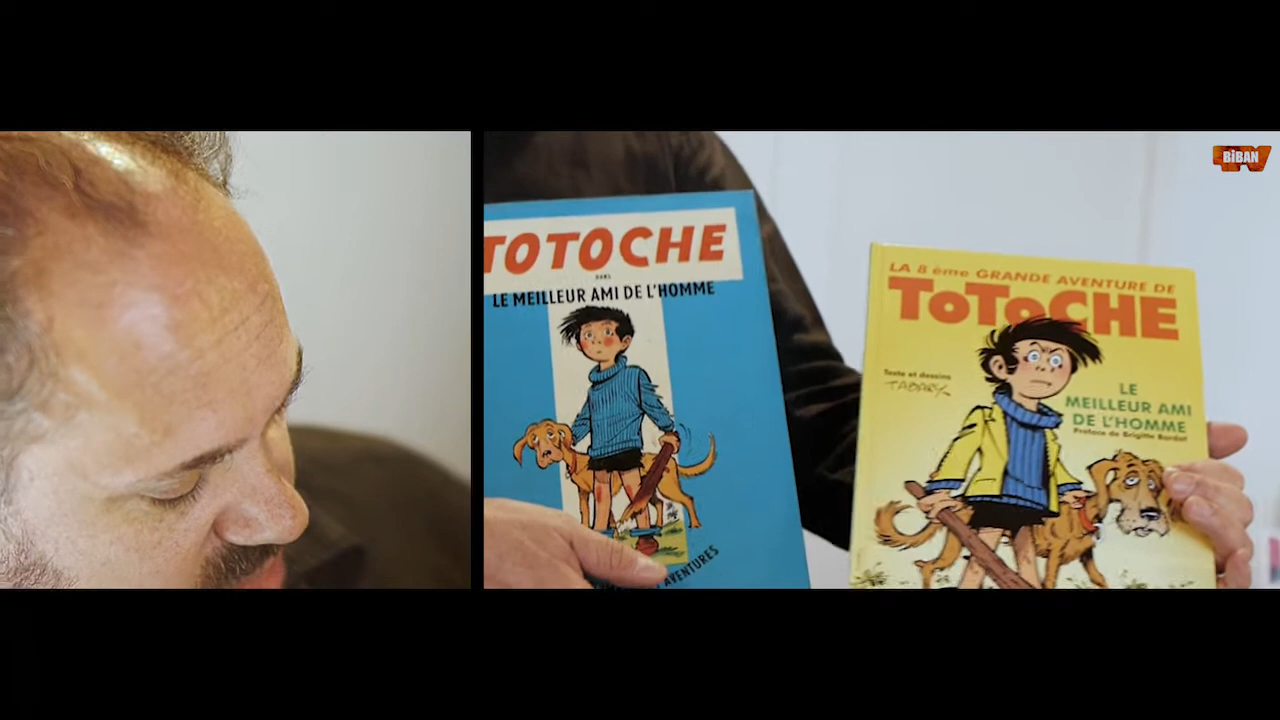 BiBAN
TV
TOTOCHE
DANS
LE MEILLEUR AMI DE L'HOMME
AVENTURES
LA 8 ème GRANDE AVENTURE DE
ToToCHE
Texte et dessins
TABARY
LE
MEILLEUR AMI
DE L'HOMME
Préface de Brigitte Bardot